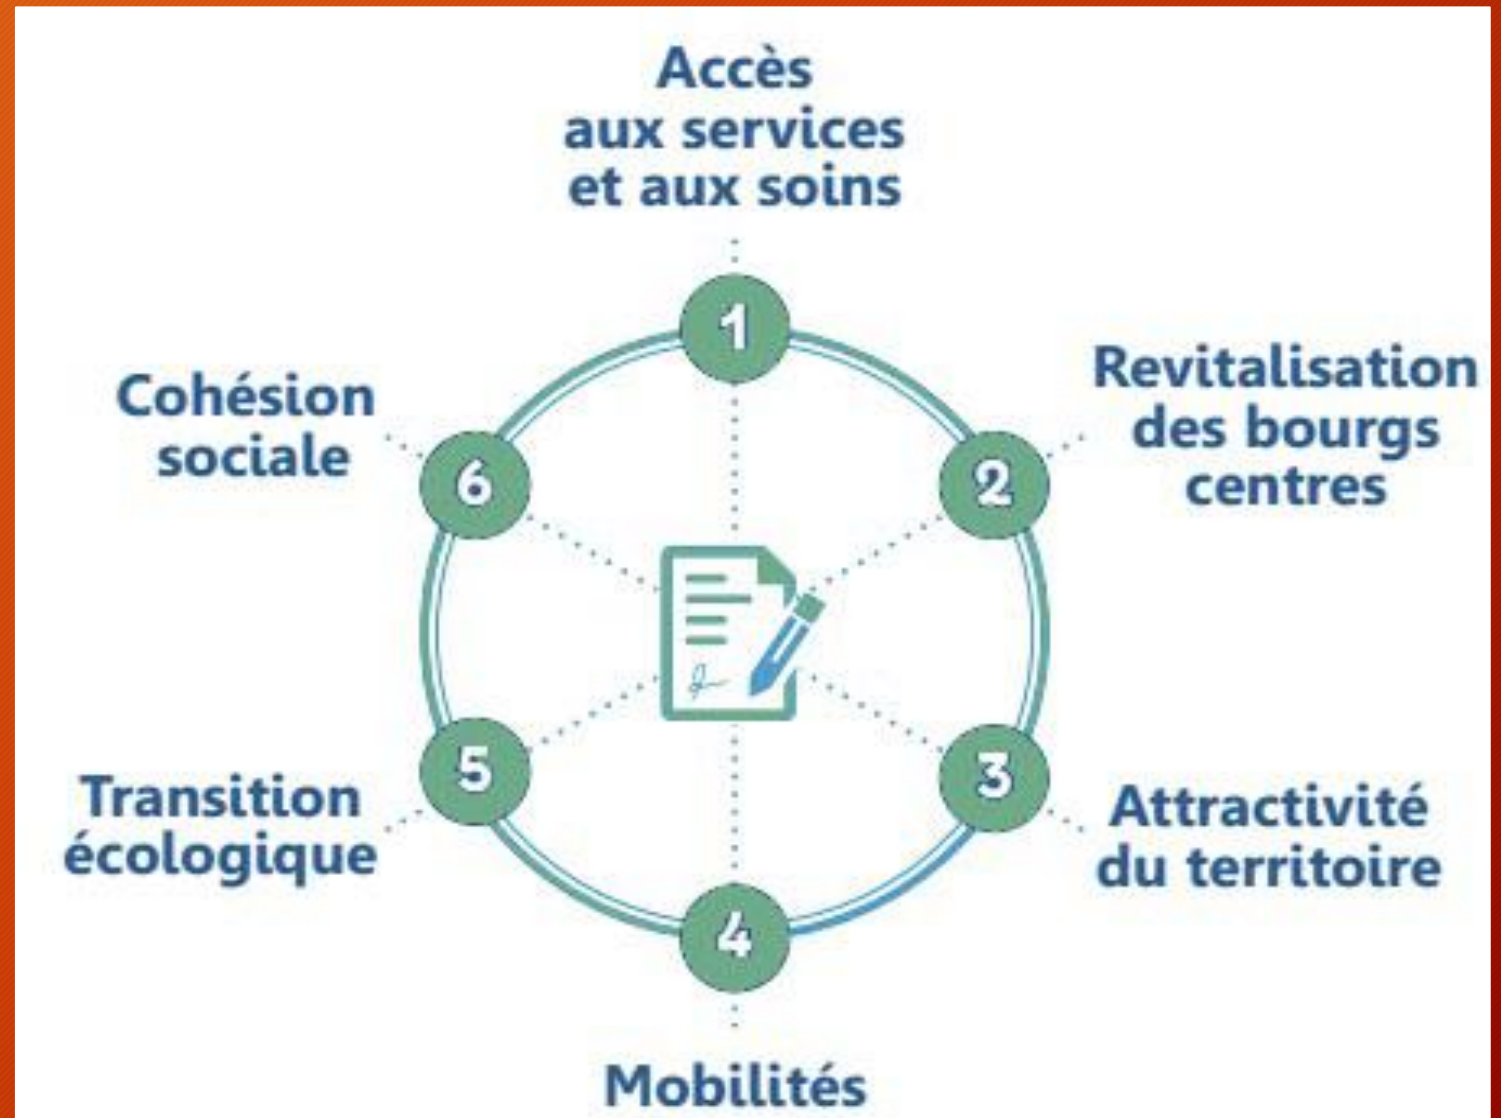 Accès
aux services
et aux soins
1
Revitalisation
des bourgs
centres
2
Attractivité
du territoire
3
4
Mobilités
5
Transition
écologique
6
Cohésion
sociale